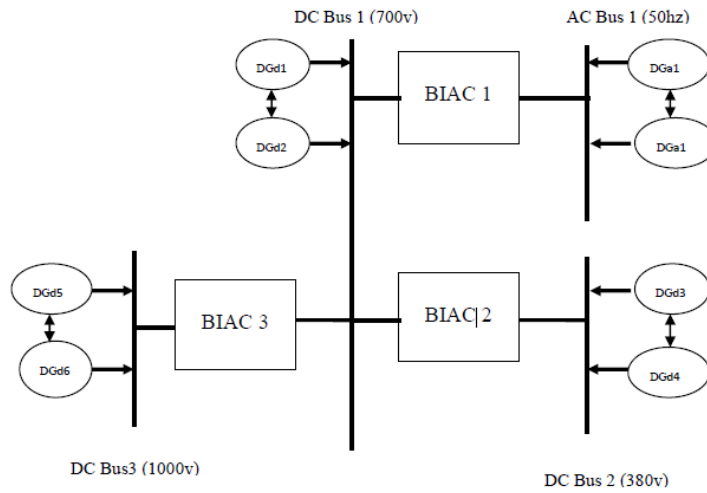 DC Bus 1 (700v)
AC Bus 1 (50hz)
DGd1
BIAC 1
DGa1
DGd2
DGa1
DGd5
BIAC 3
BIAC 2
DGd3
DGd6
DGd4
DC Bus3 (1000v)
DC Bus 2 (380v)